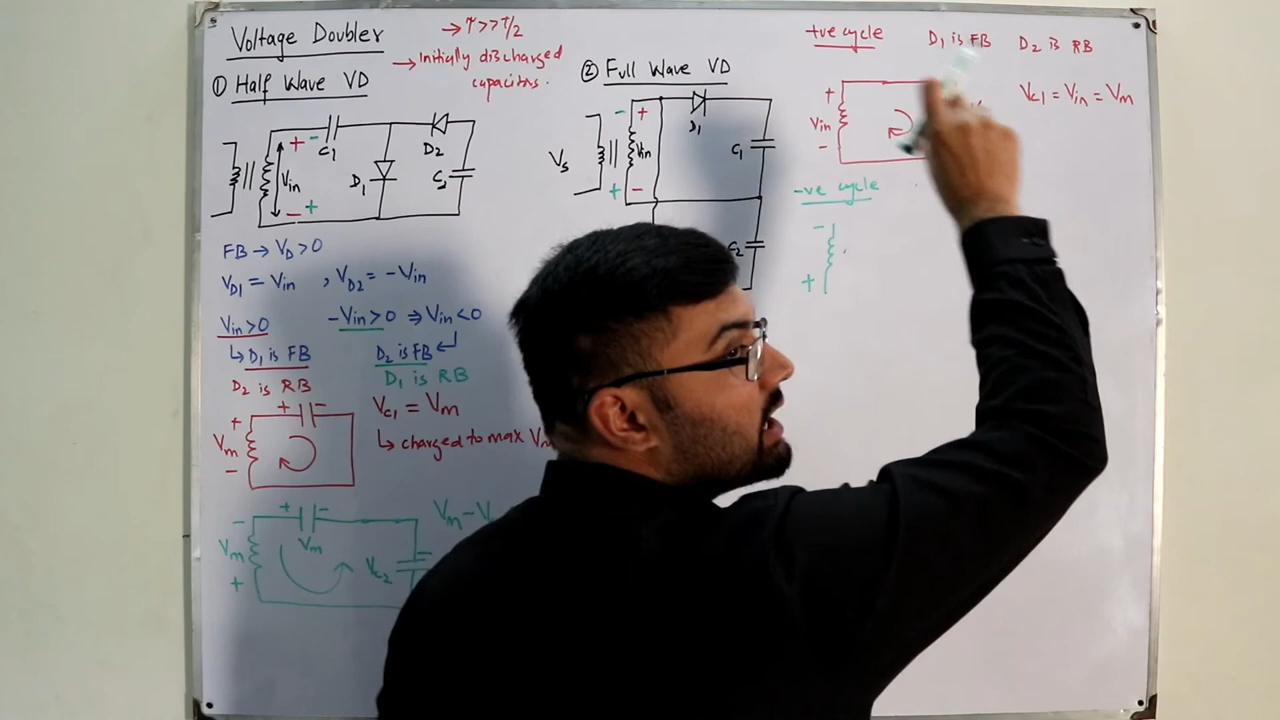 Voltage Doubler
→ τ >> T/2
→ Initially discharged
capacitors.
① Half Wave VD
+ -
C1
Vin
D1
D2
C2
- +
FB → VD > 0
VD1 = Vin , VD2 = -Vin
Vin > 0
-Vin > 0 ⇒ Vin < 0
↳ D1 is FB
D2 is FB ↵
D2 is RB
D1 is RB
+ -
+
Vm
-
VC1 = Vm
↳ charged to max
- + -
Vm
Vm
+
VC2
Vm -
② Full Wave VD
- +
Vs
Vin
+ -
D1
C1
+ve cycle
D1 is FB D2 is RB
+
Vin
-
VC1 = Vin = Vm
-ve cycle
-
+